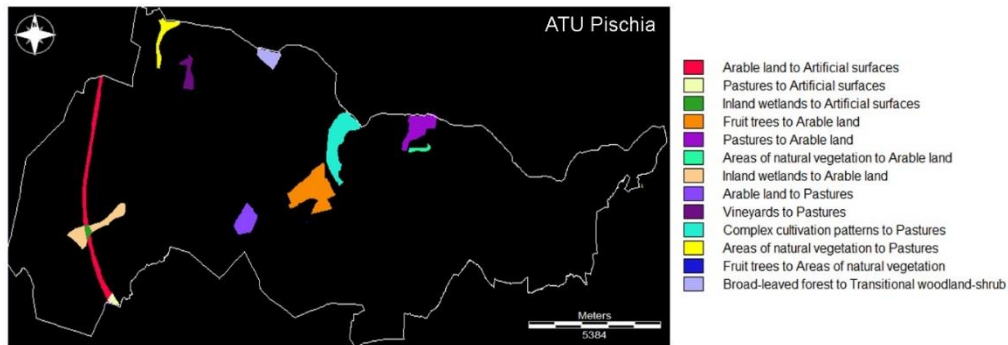 ATU Pischia
Arable land to Artificial surfaces
Pastures to Artificial surfaces
Inland wetlands to Artificial surfaces
Fruit trees to Arable land
Pastures to Arable land
Areas of natural vegetation to Arable land
Inland wetlands to Arable land
Arable land to Pastures
Vineyards to Pastures
Complex cultivation patterns to Pastures
Areas of natural vegetation to Pastures
Fruit trees to Areas of natural vegetation
Broad-leaved forest to Transitional woodland-shrub
Meters
5384